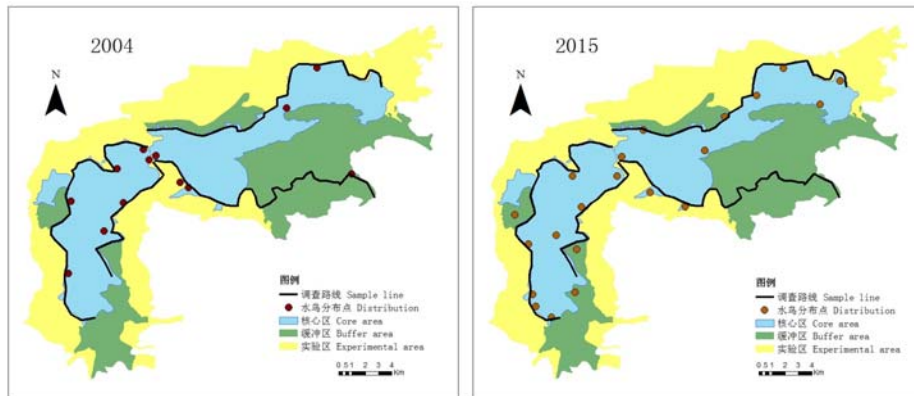 2004
N
图例
调查路线 Sample line
水鸟分布点 Distribution
核心区 Core area
缓冲区 Buffer area
实验区 Experimental area
0 0.5 1 2 3 4
Km
2015
N
图例
调查路线 Sample line
水鸟分布点 Distribution
核心区 Core area
缓冲区 Buffer area
实验区 Experimental area
0 0.5 1 2 3 4
Km